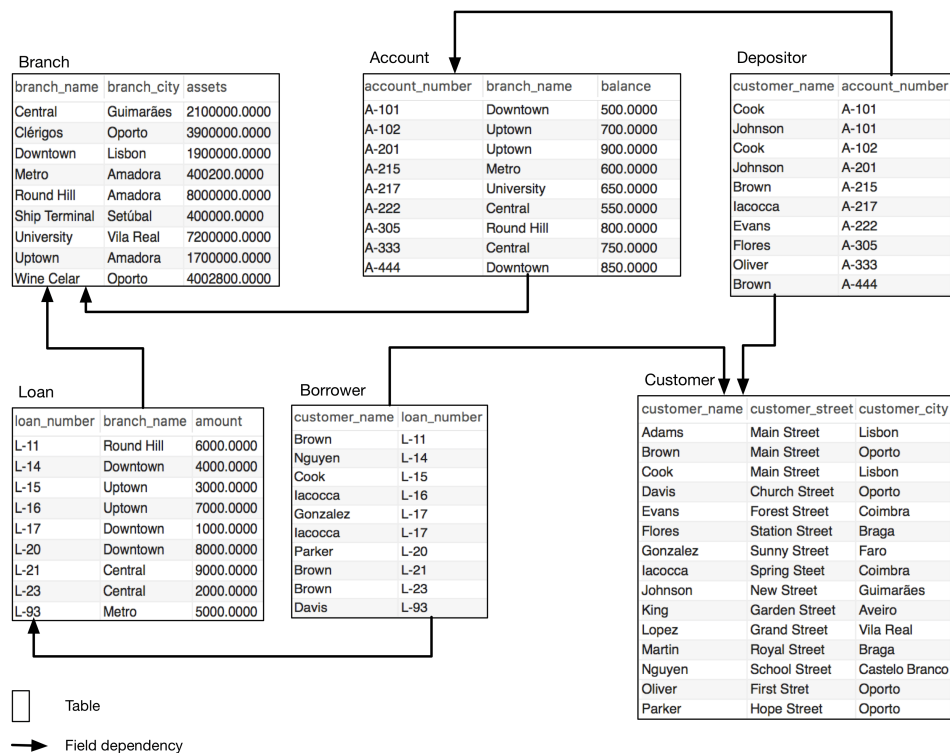 Branch
branch_name branch_city assets
Central Guimarães 2100000.0000
Clérigos Oporto 3900000.0000
Downtown Lisbon 1900000.0000
Metro Amadora 400200.0000
Round Hill Amadora 8000000.0000
Ship Terminal Setúbal 400000.0000
University Vila Real 7200000.0000
Uptown Amadora 1700000.0000
Wine Celar Oporto 4002800.0000
Account
account_number branch_name balance
A-101 Downtown 500.0000
A-102 Uptown 700.0000
A-201 Uptown 900.0000
A-215 Metro 600.0000
A-217 University 650.0000
A-222 Central 550.0000
A-305 Round Hill 800.0000
A-333 Central 750.0000
A-444 Downtown 850.0000
Depositor
customer_name account_number
Cook A-101
Johnson A-101
Cook A-102
Johnson A-201
Brown A-215
Iacocca A-217
Evans A-222
Flores A-305
Oliver A-333
Brown A-444
Loan
loan_number branch_name amount
L-11 Round Hill 6000.0000
L-14 Downtown 4000.0000
L-15 Uptown 3000.0000
L-16 Uptown 7000.0000
L-17 Downtown 1000.0000
L-20 Downtown 8000.0000
L-21 Central 9000.0000
L-23 Central 2000.0000
L-93 Metro 5000.0000
Borrower
customer_name loan_number
Brown L-11
Nguyen L-14
Cook L-15
Iacocca L-16
Gonzalez L-17
Iacocca L-17
Parker L-20
Brown L-21
Brown L-23
Davis L-93
Customer
customer_name customer_street customer_city
Adams Main Street Lisbon
Brown Main Street Oporto
Cook Main Street Lisbon
Davis Church Street Oporto
Evans Forest Street Coimbra
Flores Station Street Braga
Gonzalez Sunny Street Faro
Iacocca Spring Steet Coimbra
Johnson New Street Guimarães
King Garden Street Aveiro
Lopez Grand Street Vila Real
Martin Royal Street Braga
Nguyen School Street Castelo Branco
Oliver First Stret Oporto
Parker Hope Street Oporto
Table
Field dependency